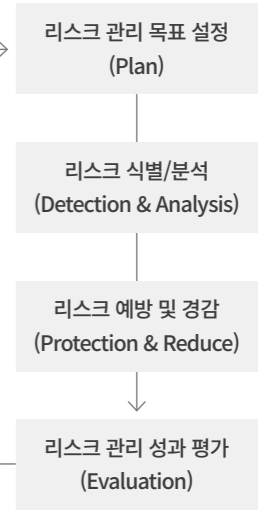 리스크 관리 목표 설정
(Plan)
리스크 식별/분석
(Detection & Analysis)
리스크 예방 및 경감
(Protection & Reduce)
리스크 관리 성과 평가
(Evaluation)